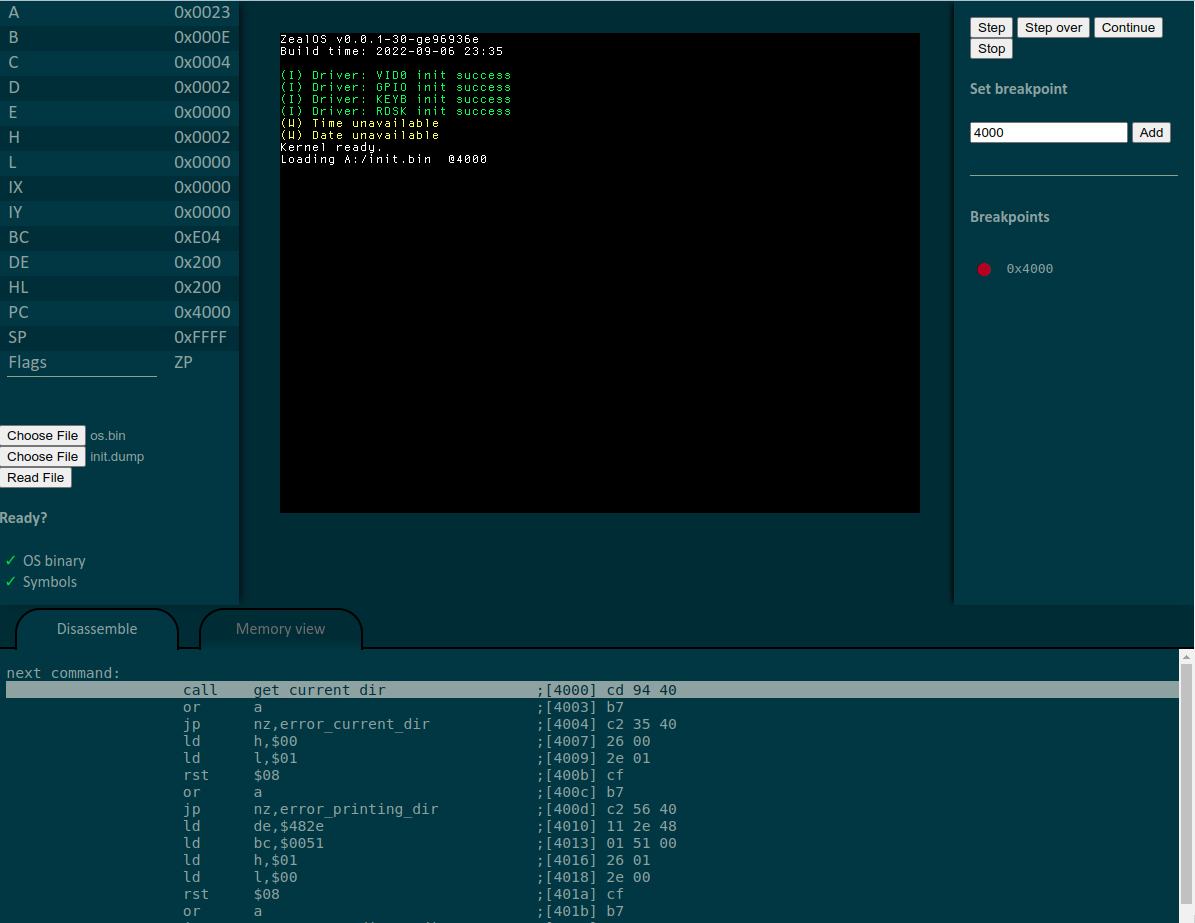 A 0x0023
B 0x000E
C 0x0004
D 0x0002
E 0x0000
H 0x0002
L 0x0000
IX 0x0000
IY 0x0000
BC 0xE04
DE 0x200
HL 0x200
PC 0x4000
SP 0xFFFF
Flags ZP
Choose File os.bin
Choose File init.dump
Read File
Ready?
✓ OS binary
✓ Symbols
ZealOS v0.0.1-30-ge96936e
Build time: 2022-09-06 23:35
(I) Driver: VID0 init success
(I) Driver: GPIO init success
(I) Driver: KEYB init success
(I) Driver: RDSK init success
(W) Time unavailable
(W) Date unavailable
Kernel ready.
Loading A:/init.bin @4000
Step Step over Continue
Stop
Set breakpoint
4000 Add
Breakpoints
0x4000
Disassemble Memory view
next command:
call get_current_dir ;[4000] cd 94 40
or a ;[4003] b7
jp nz,error_current_dir ;[4004] c2 35 40
ld h,$00 ;[4007] 26 00
ld l,$01 ;[4009] 2e 01
rst $08 ;[400b] cf
or a ;[400c] b7
jp nz,error_printing_dir ;[400d] c2 56 40
ld de,$482e ;[4010] 11 2e 48
ld bc,$0051 ;[4013] 01 51 00
ld h,$01 ;[4016] 26 01
ld l,$00 ;[4018] 2e 00
rst $08 ;[401a] cf
or a ;[401b] b7